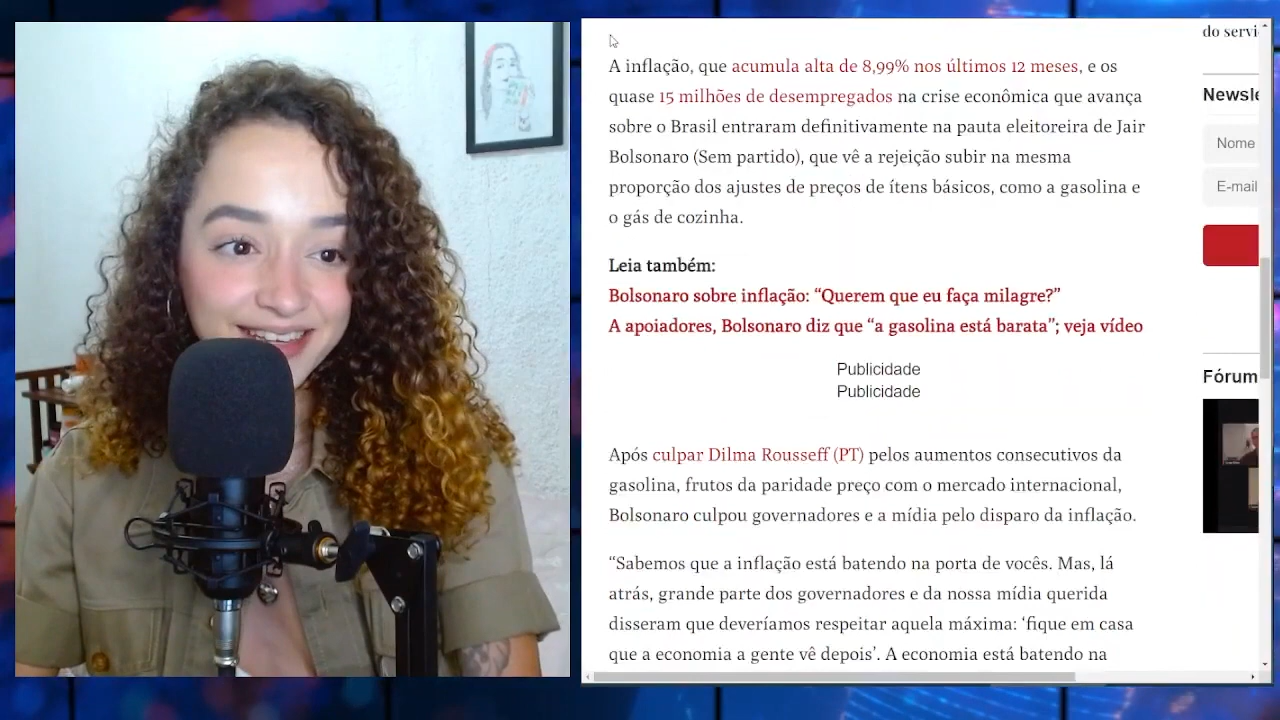 A inflação, que acumula alta de 8,99% nos últimos 12 meses, e os
quase 15 milhões de desempregados na crise econômica que avança
sobre o Brasil entraram definitivamente na pauta eleitoreira de Jair
Bolsonaro (Sem partido), que vê a rejeição subir na mesma
proporção dos ajustes de preços de ítens básicos, como a gasolina e
o gás de cozinha.
Leia também:
Bolsonaro sobre inflação: “Querem que eu faça milagre?”
A apoiadores, Bolsonaro diz que “a gasolina está barata”; veja vídeo
Publicidade
Publicidade
Após culpar Dilma Rousseff (PT) pelos aumentos consecutivos da
gasolina, frutos da paridade preço com o mercado internacional,
Bolsonaro culpou governadores e a mídia pelo disparo da inflação.
“Sabemos que a inflação está batendo na porta de vocês. Mas, lá
atrás, grande parte dos governadores e da nossa mídia querida
disseram que deveríamos respeitar aquela máxima: ‘fique em casa
que a economia a gente vê depois’. A economia está batendo na
do servi
Newsle
Nome
E-mail
Fórum